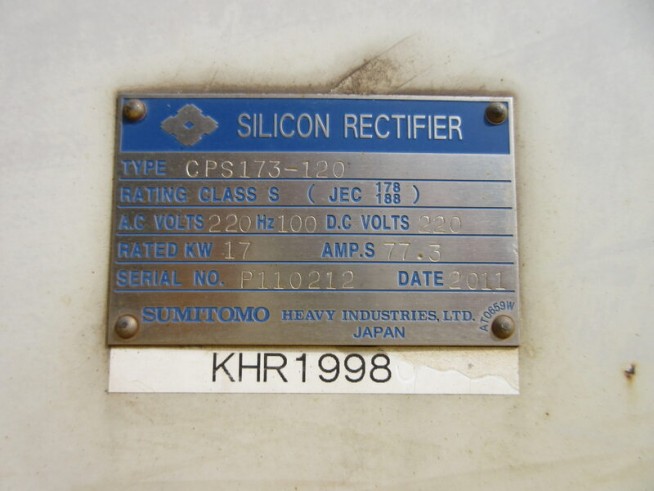 SILICON RECTIFIER
TYPE CPS173-120
RATING CLASS S ( JEC 178 188 )
A.C VOLTS 220 Hz 100 D.C VOLTS 220
RATED KW 17 AMP.S 77.3
SERIAL NO. P110212 DATE 2011
SUMITOMO HEAVY INDUSTRIES, LTD.
JAPAN
AT0659W
KHR1998